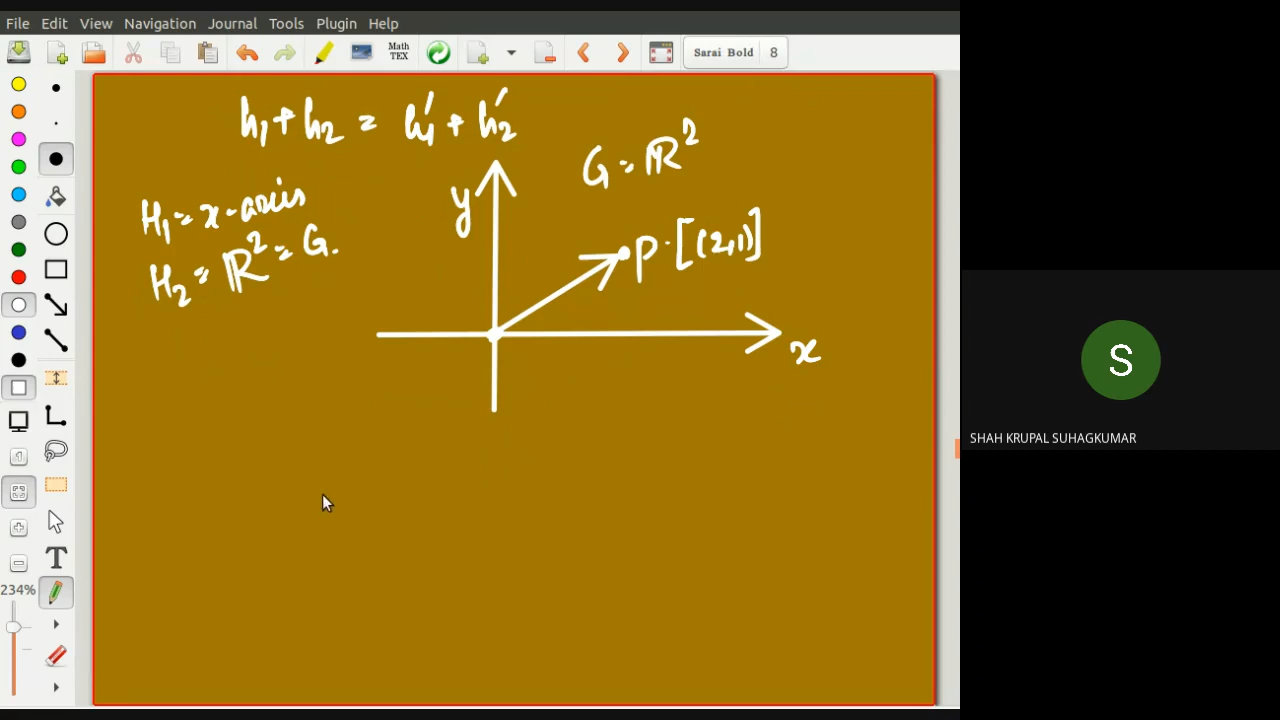 File Edit View Navigation Journal Tools Plugin Help
Math TEX Sarai Bold 8
h₁+h₂ = h₁′ + h₂′
G = ℝ²
y
H₁ = x-axis
H₂ = ℝ² = G.
P. [(2,1)]
x
S
SHAH KRUPAL SUHAGKUMAR
T
234%